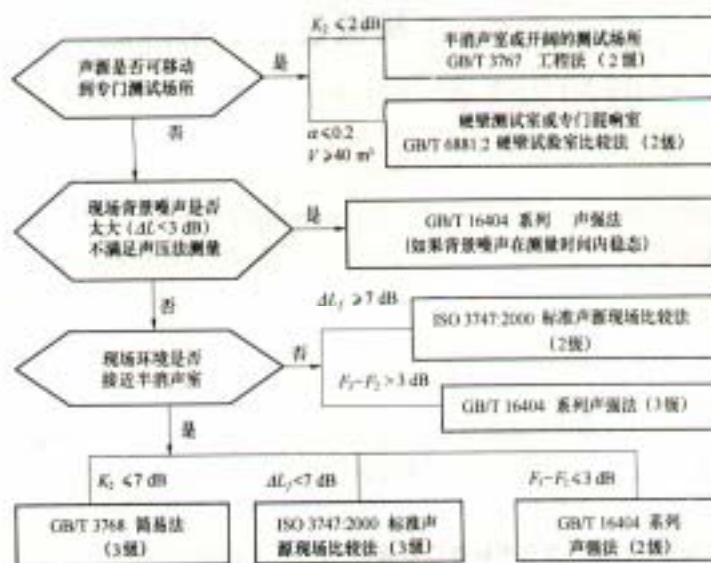 K₂ ≤2 dB
半消声室或开阔的测试场所
GB/T 3767 工程法（2级）
声源是否可移动
到专门测试场所
是
否
α≤0.2
V≥40 m³
硬壁测试室或专门混响室
GB/T 6881.2 硬壁试验室比较法（2级）
现场背景噪声是否
太大（ΔL<3 dB）
不满足声压法测量
是
GB/T 16404 系列 声强法
(如果背景噪声在测量时间内稳态)
否
ΔLf ≥7 dB
ISO 3747:2000 标准声源现场比较法
（2级）
现场环境是否
接近半消声室
否
F₃−F₂>3 dB
GB/T 16404 系列声强法（3级）
是
K₂ ≤7 dB
ΔLf<7 dB
F₃−F₂≤3 dB
GB/T 3768 简易法
（3级）
ISO 3747:2000 标准声
源现场比较法（3级）
GB/T 16404 系列
声强法（2级）